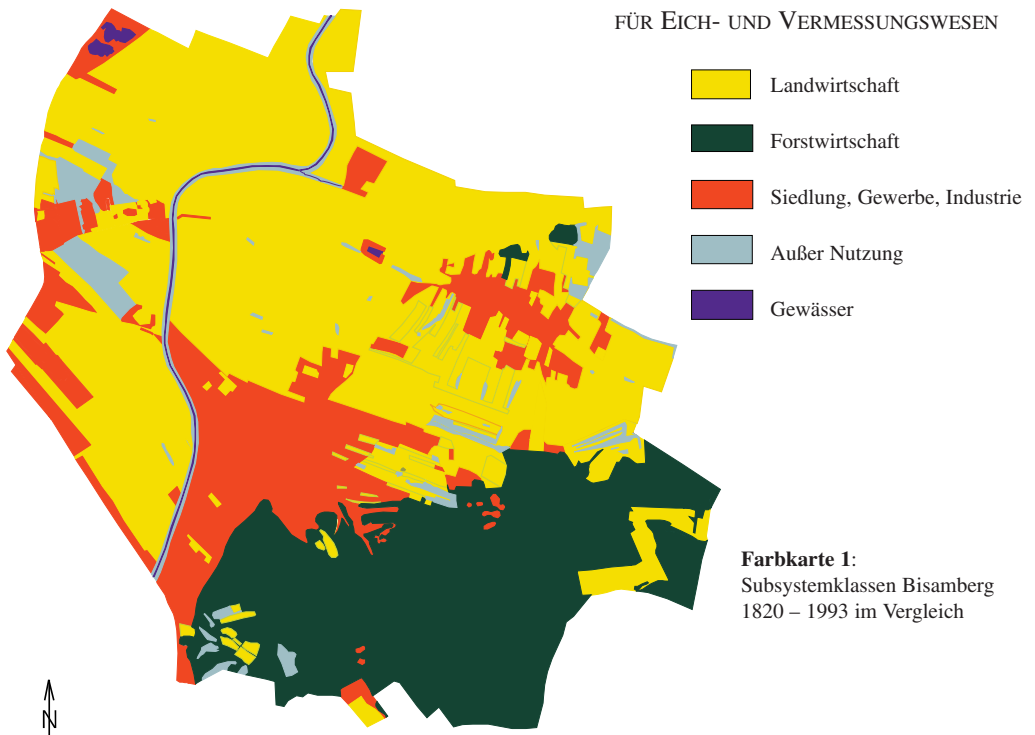 FÜR EICH- UND VERMESSUNGSWESEN
Landwirtschaft
Forstwirtschaft
Siedlung, Gewerbe, Industrie
Außer Nutzung
Gewässer
Farbkarte 1:
Subsystemklassen Bisamberg
1820 – 1993 im Vergleich
N